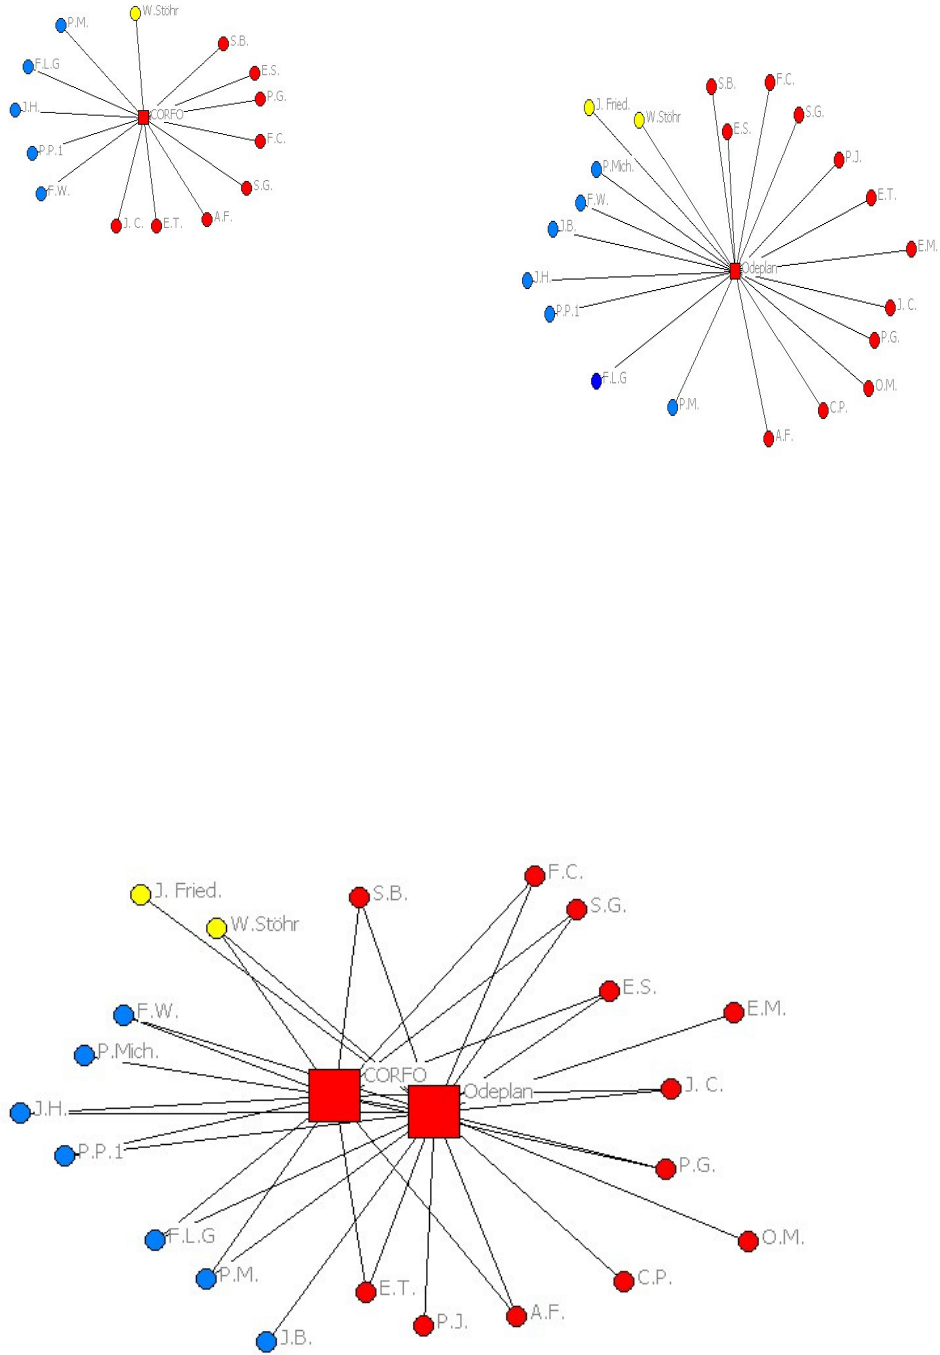 W.Stöhr
P.M.
S.B.
F.L.G
E.S.
P.G.
J.H.
CORFO
F.C.
P.P.1
F.W.
S.G.
J. C.
E.T.
A.F.
S.B.
F.C.
J. Fried.
W.Stöhr
S.G.
E.S.
P.J.
P.Mich.
E.T.
F.W.
J.B.
E.M.
Odeplan
J.H.
J. C.
P.P.1
P.G.
F.L.G
O.M.
P.M.
C.P.
A.F.
F.C.
J. Fried.
S.B.
S.G.
W.Stöhr
E.S.
F.W.
E.M.
P.Mich.
CORFO
Odeplan
J. C.
J.H.
P.P.1
P.G.
F.L.G
O.M.
P.M.
C.P.
E.T.
A.F.
P.J.
J.B.